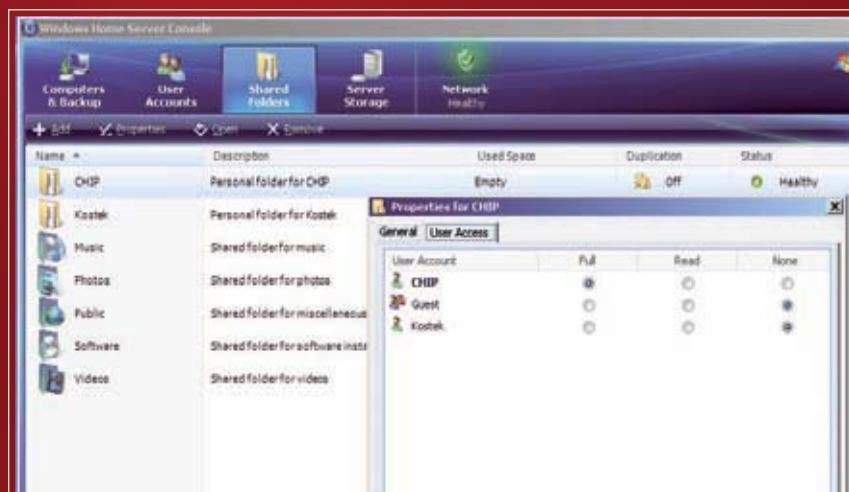 Windows Home Server Console
Computers & Backup
User Accounts
Shared Folders
Server Storage
Network Healthy
Add Properties Open Remove
Name Description Used Space Duplication Status
CHIP Personal folder for CHIP Empty Off Healthy
Kostek Personal folder for Kostek
Music Shared folder for music
Photos Shared folder for photos
Public Shared folder for miscellaneous
Software Shared folder for software insta
Videos Shared folder for videos
Properties for CHIP
General User Access
User Account Full Read None
CHIP
Guest
Kostek